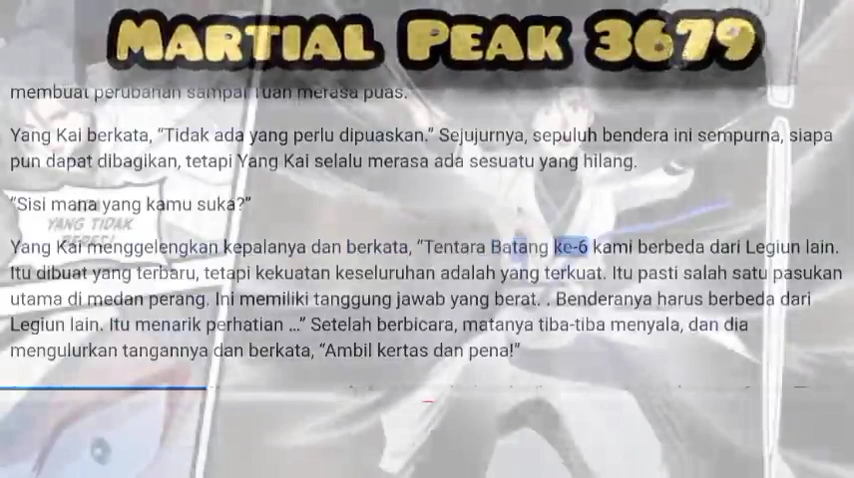 MARTIAL PEAK 3679
membuat perubahan sampai Tuan merasa puas.
Yang Kai berkata, “Tidak ada yang perlu dipuaskan.” Sejujurnya, sepuluh bendera ini sempurna, siapa
pun dapat dibagikan, tetapi Yang Kai selalu merasa ada sesuatu yang hilang.
“Sisi mana yang kamu suka?”
YANG TIDAK
Yang Kai menggelengkan kepalanya dan berkata, “Tentara Batang ke-6 kami berbeda dari Legiun lain.
Itu dibuat yang terbaru, tetapi kekuatan keseluruhan adalah yang terkuat. Itu pasti salah satu pasukan
utama di medan perang. Ini memiliki tanggung jawab yang berat. . Benderanya harus berbeda dari
Legiun lain. Itu menarik perhatian ...” Setelah berbicara, matanya tiba-tiba menyala, dan dia
mengulurkan tangannya dan berkata, “Ambil kertas dan pena!”